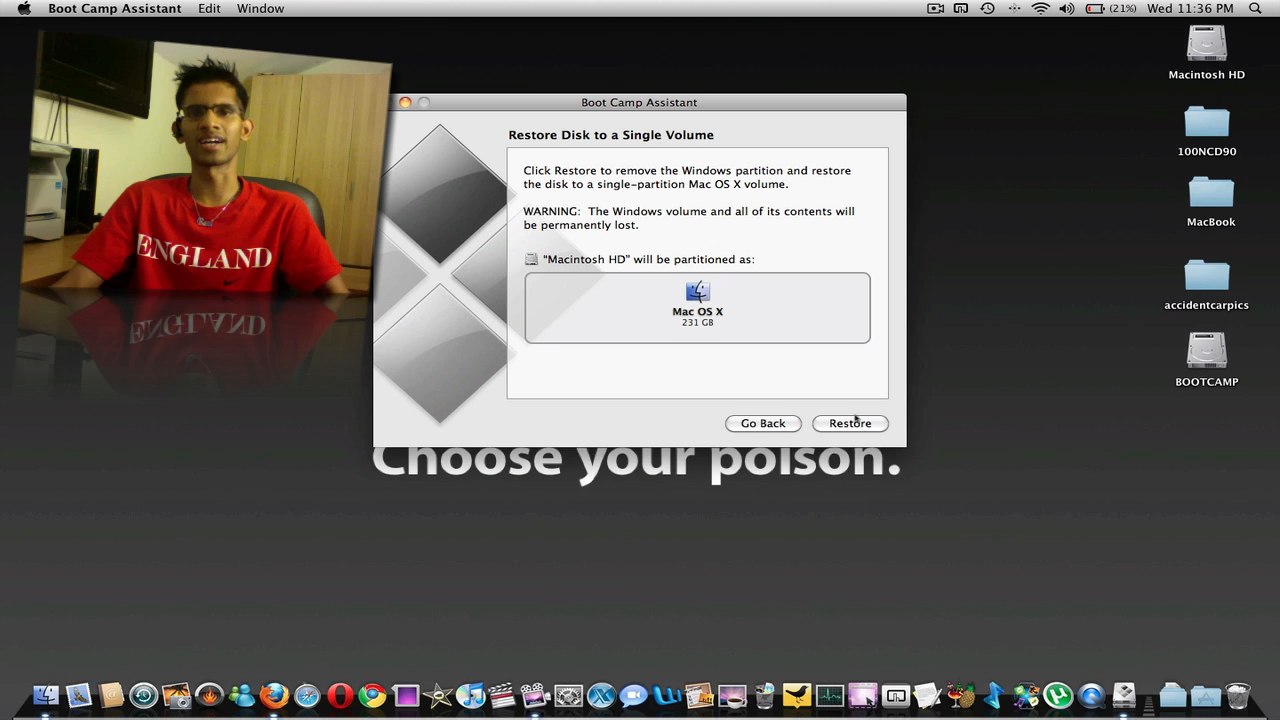 Boot Camp Assistant Edit Window
(21%) Wed 11:36 PM
Macintosh HD
100NCD90
MacBook
accidentcarpics
BOOTCAMP
ENGLAND
Boot Camp Assistant
Restore Disk to a Single Volume
Click Restore to remove the Windows partition and restore
the disk to a single-partition Mac OS X volume.
WARNING: The Windows volume and all of its contents will
be permanently lost.
"Macintosh HD" will be partitioned as:
Mac OS X
231 GB
Go Back Restore
Choose your poison.